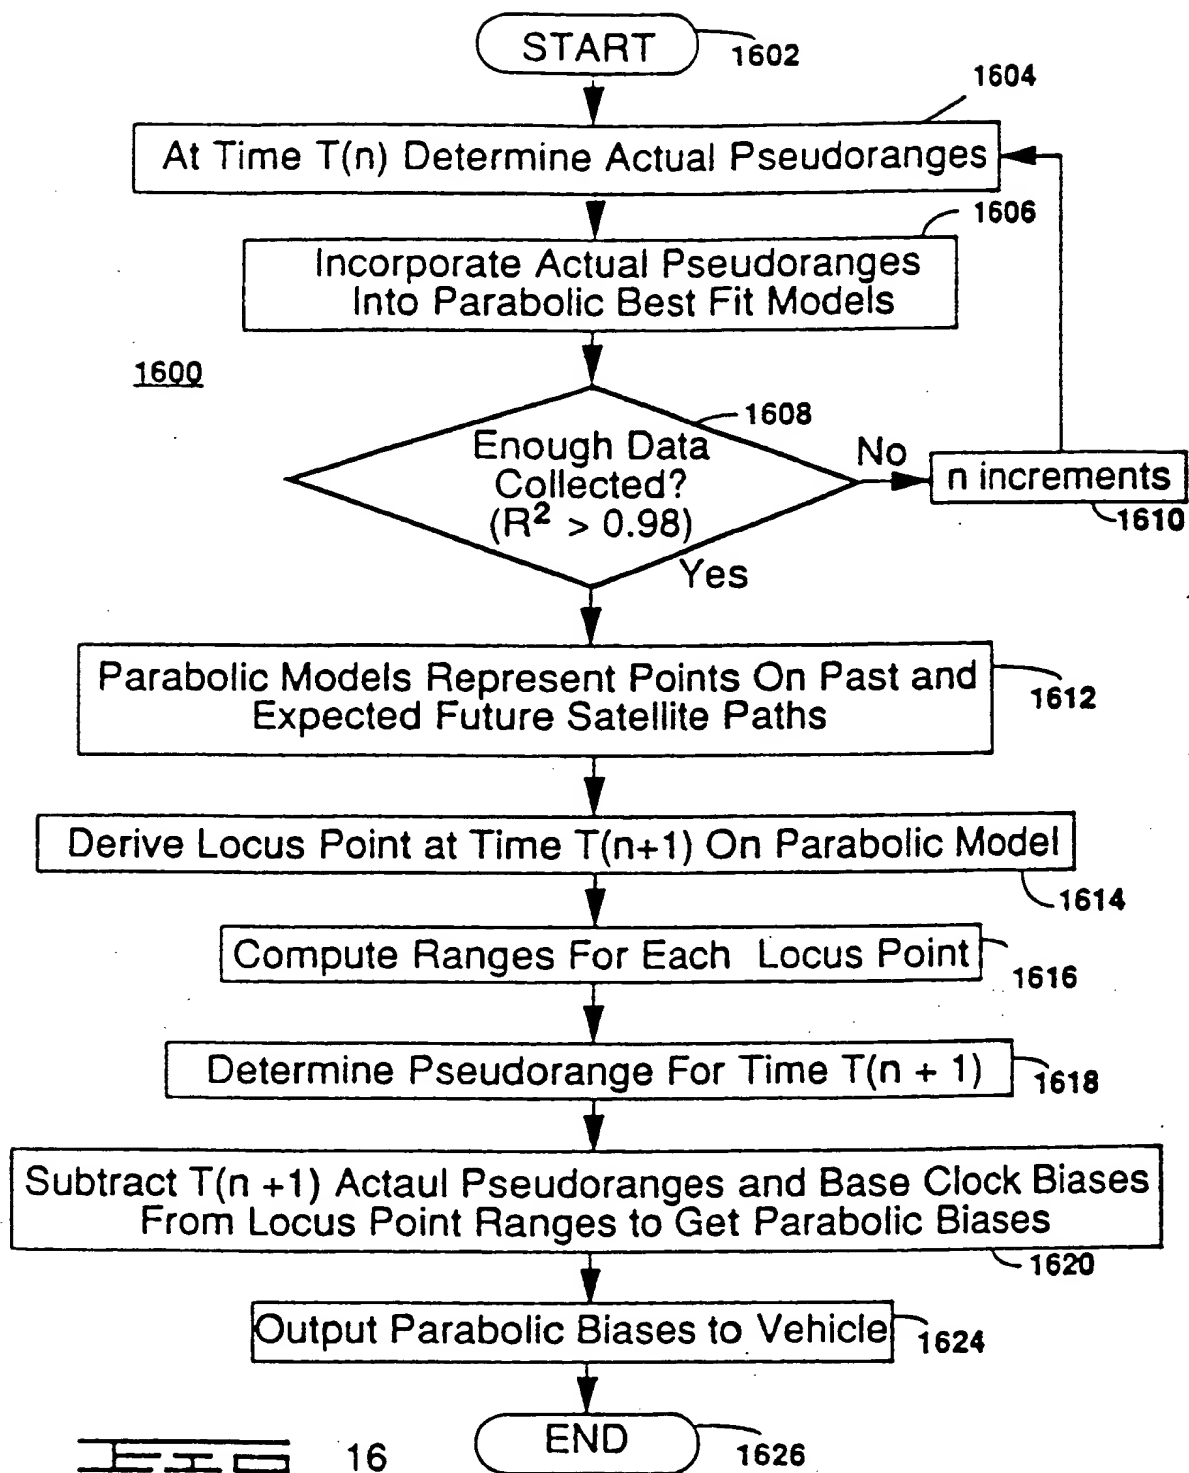 START
1602
1604
At Time T(n) Determine Actual Pseudoranges
1606
Incorporate Actual Pseudoranges
Into Parabolic Best Fit Models
1600
1608
Enough Data
Collected?
(R² > 0.98)
No
n increments
1610
Yes
Parabolic Models Represent Points On Past and
Expected Future Satellite Paths
1612
Derive Locus Point at Time T(n+1) On Parabolic Model
1614
Compute Ranges For Each Locus Point
1616
Determine Pseudorange For Time T(n + 1)
1618
Subtract T(n +1) Actaul Pseudoranges and Base Clock Biases
From Locus Point Ranges to Get Parabolic Biases
1620
Output Parabolic Biases to Vehicle
1624
END
1626
FIG 16